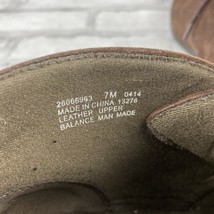 26066963 7M 0414
MADE IN CHINA 13276
LEATHER UPPER
BALANCE MAN MADE